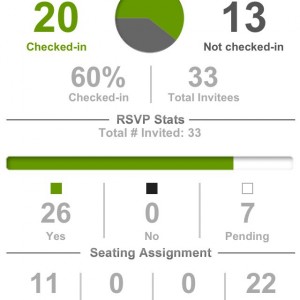 20 13
Checked-in Not checked-in
60% 33
Checked-in Total Invitees
RSVP Stats
Total # Invited: 33
26 0 7
Yes No Pending
Seating Assignment
11 0 0 22